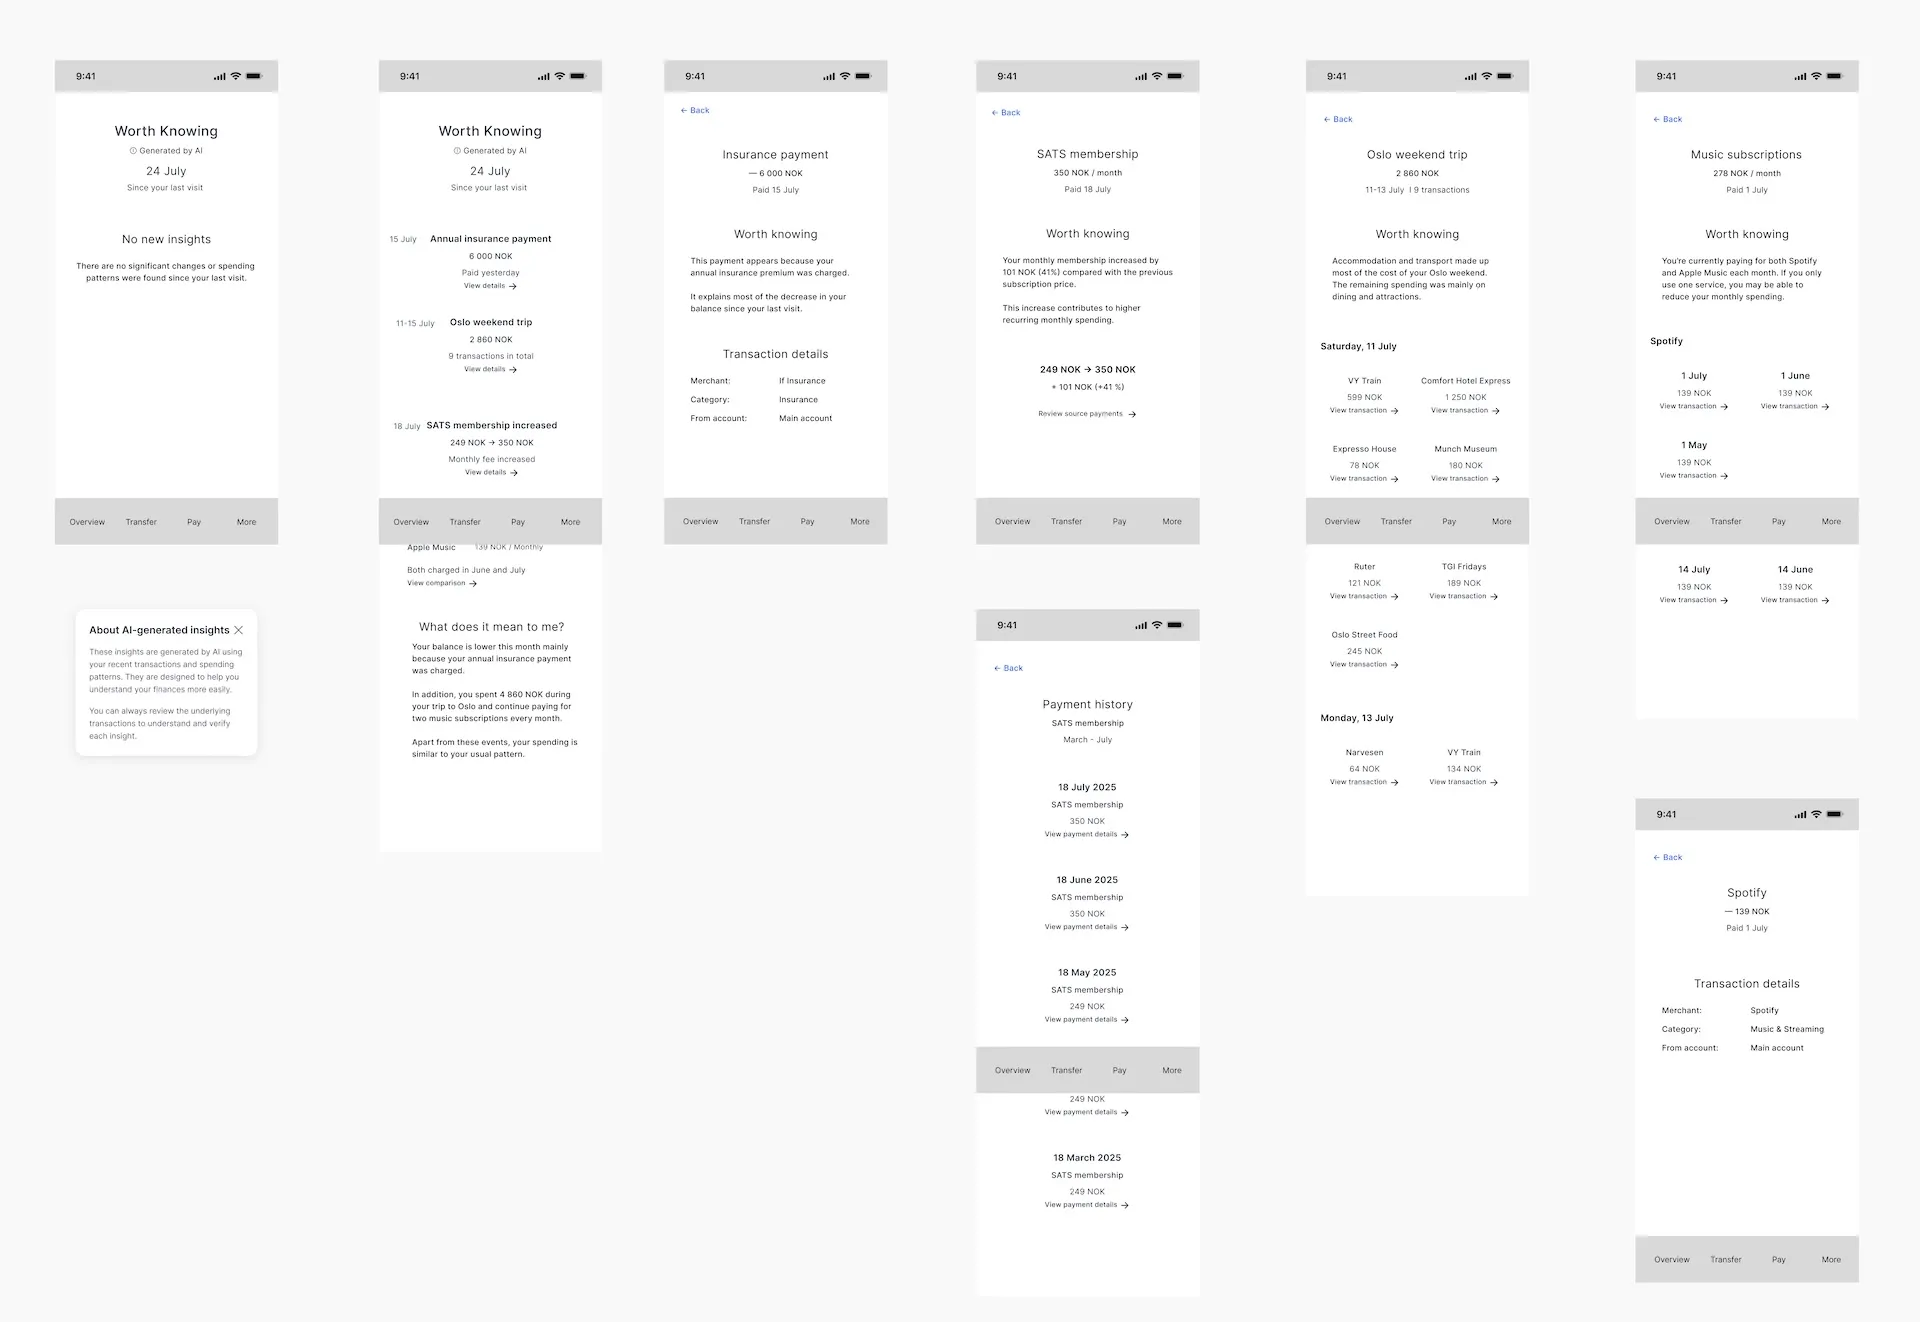 9:41
Worth Knowing
Generated by AI
24 July
Since your last visit
No new insights
There are no significant changes or spending
patterns were found since your last visit.
Overview Transfer Pay More
About AI-generated insights
These insights are generated by AI using
your recent transactions and spending
patterns. They are designed to help you
understand your finances more easily.
You can always review the underlying
transactions to understand and verify
each insight.
9:41
Worth Knowing
Generated by AI
24 July
Since your last visit
15 July Annual insurance payment
6 000 NOK
Paid yesterday
View details →
11-15 July Oslo weekend trip
2 860 NOK
9 transactions in total
View details →
18 July SATS membership increased
249 NOK → 350 NOK
Monthly fee increased
View details →
Overview Transfer Pay More
Apple Music 139 NOK / Monthly
Both charged in June and July
View comparison →
What does it mean to me?
Your balance is lower this month mainly
because your annual insurance payment
was charged.
In addition, you spent 4 860 NOK during
your trip to Oslo and continue paying for
two music subscriptions every month.
Apart from these events, your spending is
similar to your usual pattern.
9:41
← Back
Insurance payment
— 6 000 NOK
Paid 15 July
Worth knowing
This payment appears because your
annual insurance premium was charged.
It explains most of the decrease in your
balance since your last visit.
Transaction details
Merchant: If Insurance
Category: Insurance
From account: Main account
Overview Transfer Pay More
9:41
← Back
SATS membership
350 NOK / month
Paid 18 July
Worth knowing
Your monthly membership increased by
101 NOK (41%) compared with the previous
subscription price.
This increase contributes to higher
recurring monthly spending.
249 NOK → 350 NOK
+ 101 NOK (+41 %)
Review source payments →
Overview Transfer Pay More
9:41
← Back
Payment history
SATS membership
March - July
18 July 2025
SATS membership
350 NOK
View payment details →
18 June 2025
SATS membership
350 NOK
View payment details →
18 May 2025
SATS membership
249 NOK
View payment details →
Overview Transfer Pay More
249 NOK
View payment details →
18 March 2025
SATS membership
249 NOK
View payment details →
9:41
← Back
Oslo weekend trip
2 860 NOK
11-13 July I 9 transactions
Worth knowing
Accommodation and transport made up
most of the cost of your Oslo weekend.
The remaining spending was mainly on
dining and attractions.
Saturday, 11 July
VY Train Comfort Hotel Express
599 NOK 1 250 NOK
View transaction → View transaction →
Expresso House Munch Museum
78 NOK 180 NOK
View transaction → View transaction →
Overview Transfer Pay More
Ruter TGI Fridays
121 NOK 189 NOK
View transaction → View transaction →
Oslo Street Food
245 NOK
View transaction →
Monday, 13 July
Narvesen VY Train
64 NOK 134 NOK
View transaction → View transaction →
9:41
← Back
Music subscriptions
278 NOK / month
Paid 1 July
Worth knowing
You're currently paying for both Spotify
and Apple Music each month. If you only
use one service, you may be able to
reduce your monthly spending.
Spotify
1 July 1 June
139 NOK 139 NOK
View transaction → View transaction →
1 May
139 NOK
View transaction →
Overview Transfer Pay More
14 July 14 June
139 NOK 139 NOK
View transaction → View transaction →
9:41
← Back
Spotify
— 139 NOK
Paid 1 July
Transaction details
Merchant: Spotify
Category: Music & Streaming
From account: Main account
Overview Transfer Pay More